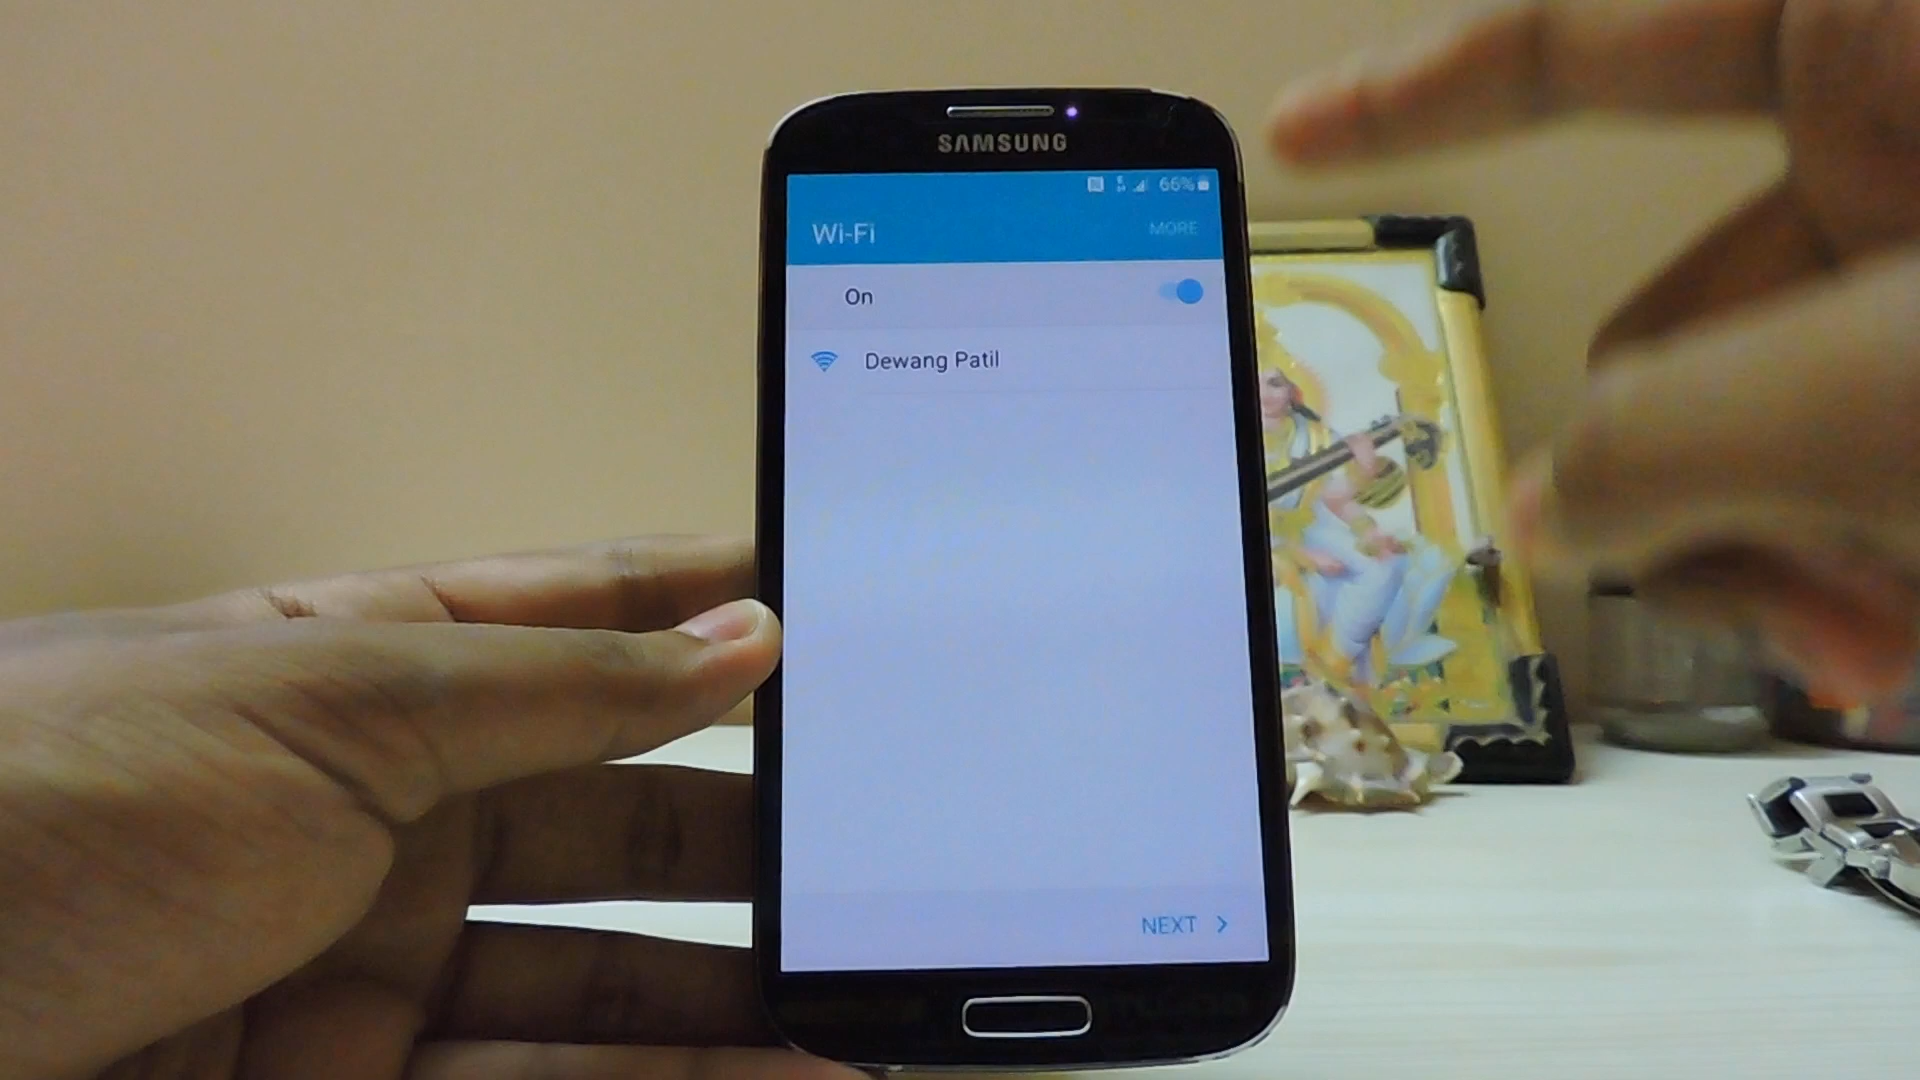 SAMSUNG
66%
Wi-Fi
MORE
On
Dewang Patil
NEXT